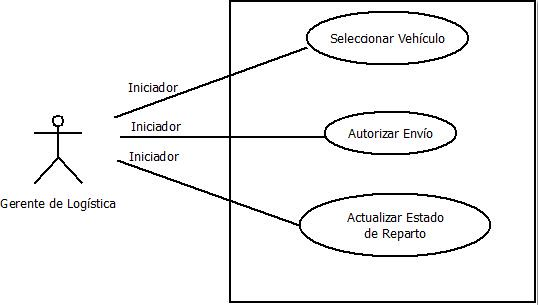 Seleccionar Vehículo
Iniciador
Iniciador
Autorizar Envío
Iniciador
Gerente de Logística
Actualizar Estado
de Reparto